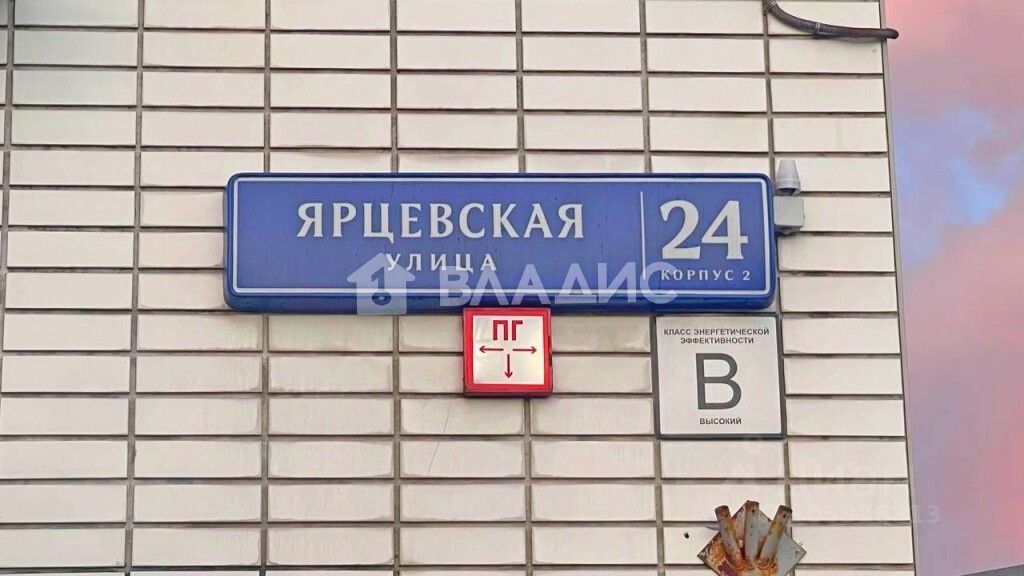 ЯРЦЕВСКАЯ
УЛИЦА
24
КОРПУС 2
ВЛАДИС
ПГ
КЛАСС ЭНЕРГЕТИЧЕСКОЙ
ЭФФЕКТИВНОСТИ
B
ВЫСОКИЙ